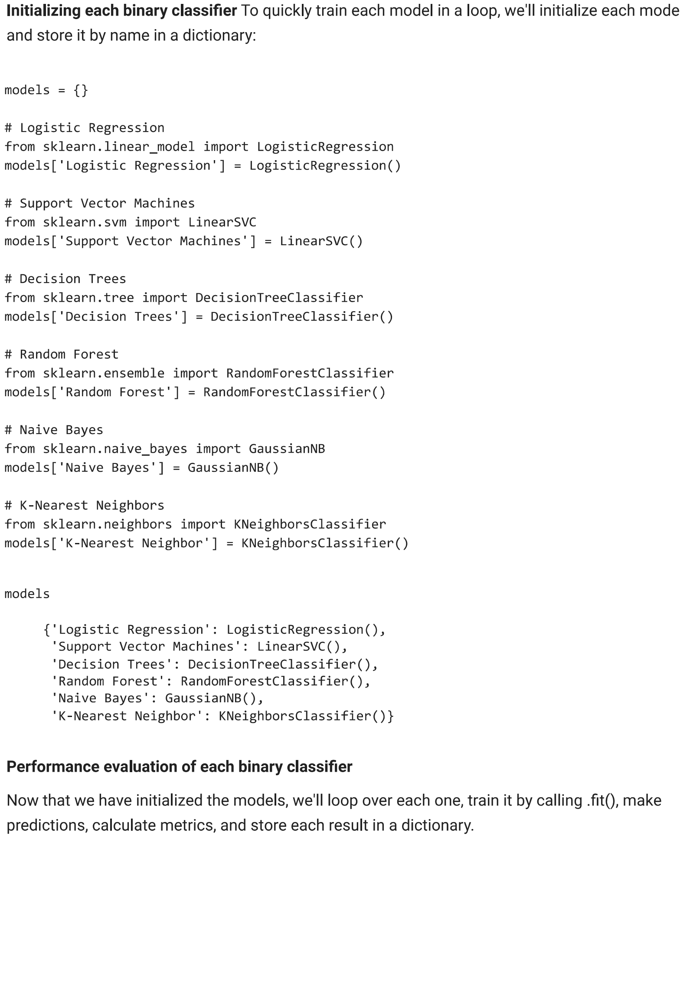 Initializing each binary classifier To quickly train each model in a loop, we'll initialize each mode
and store it by name in a dictionary:
models = {}
# Logistic Regression
from sklearn.linear_model import LogisticRegression
models['Logistic Regression'] = LogisticRegression()
# Support Vector Machines
from sklearn.svm import LinearSVC
models['Support Vector Machines'] = LinearSVC()
# Decision Trees
from sklearn.tree import DecisionTreeClassifier
models['Decision Trees'] = DecisionTreeClassifier()
# Random Forest
from sklearn.ensemble import RandomForestClassifier
models['Random Forest'] = RandomForestClassifier()
# Naive Bayes
from sklearn.naive_bayes import GaussianNB
models['Naive Bayes'] = GaussianNB()
# K-Nearest Neighbors
from sklearn.neighbors import KNeighborsClassifier
models['K-Nearest Neighbor'] = KNeighborsClassifier()
models
{'Logistic Regression': LogisticRegression(),
'Support Vector Machines': LinearSVC(),
'Decision Trees': DecisionTreeClassifier(),
'Random Forest': RandomForestClassifier(),
'Naive Bayes': GaussianNB(),
'K-Nearest Neighbor': KNeighborsClassifier()}
Performance evaluation of each binary classifier
Now that we have initialized the models, we'll loop over each one, train it by calling .fit(), make
predictions, calculate metrics, and store each result in a dictionary.